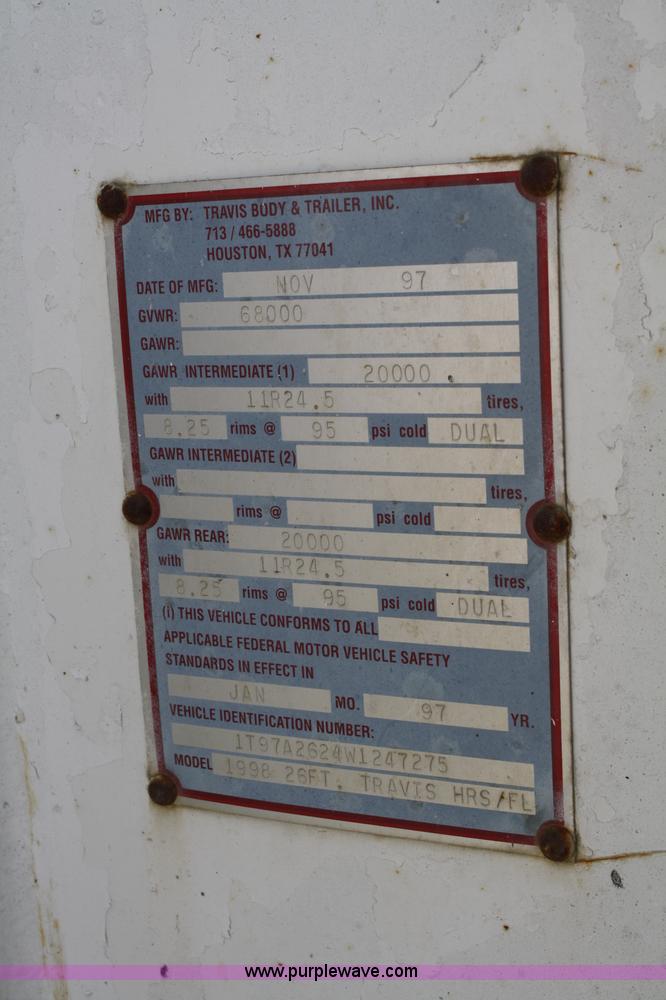 MFG BY: TRAVIS BODY & TRAILER, INC.
713 / 466-5888
HOUSTON, TX 77041
DATE OF MFG: NOV 97
GVWR: 68000
GAWR:
GAWR INTERMEDIATE (1) 20000
with 11R24.5 tires,
8.25 rims @ 95 psi cold DUAL
GAWR INTERMEDIATE (2)
with tires,
rims @ psi cold
GAWR REAR: 20000
with 11R24.5 tires,
8.25 rims @ 95 psi cold DUAL
(i) THIS VEHICLE CONFORMS TO ALL
APPLICABLE FEDERAL MOTOR VEHICLE SAFETY
STANDARDS IN EFFECT IN
JAN MO. 97 YR.
VEHICLE IDENTIFICATION NUMBER:
1T97A2624W1247275
MODEL 1998 26FT. TRAVIS HRS/FL
www.purplewave.com